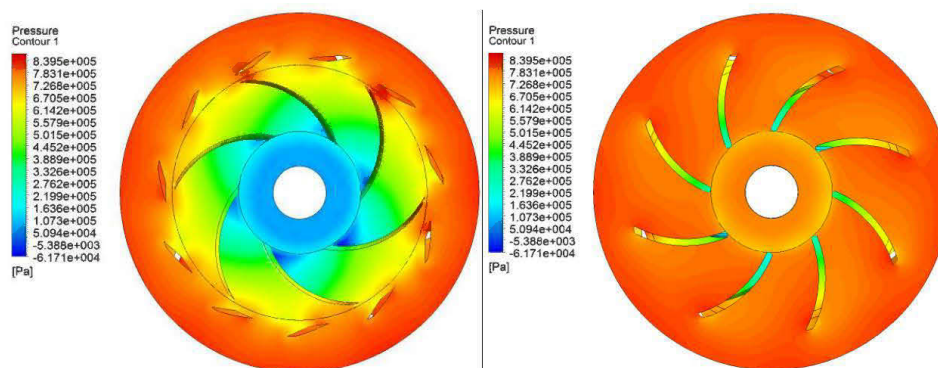 Pressure
Contour 1
8.395e+005
7.831e+005
7.268e+005
6.705e+005
6.142e+005
5.579e+005
5.015e+005
4.452e+005
3.889e+005
3.326e+005
2.762e+005
2.199e+005
1.636e+005
1.073e+005
5.094e+004
-5.388e+003
-6.171e+004
[Pa]
Pressure
Contour 1
8.395e+005
7.831e+005
7.268e+005
6.705e+005
6.142e+005
5.579e+005
5.015e+005
4.452e+005
3.889e+005
3.326e+005
2.762e+005
2.199e+005
1.636e+005
1.073e+005
5.094e+004
-5.388e+003
-6.171e+004
[Pa]